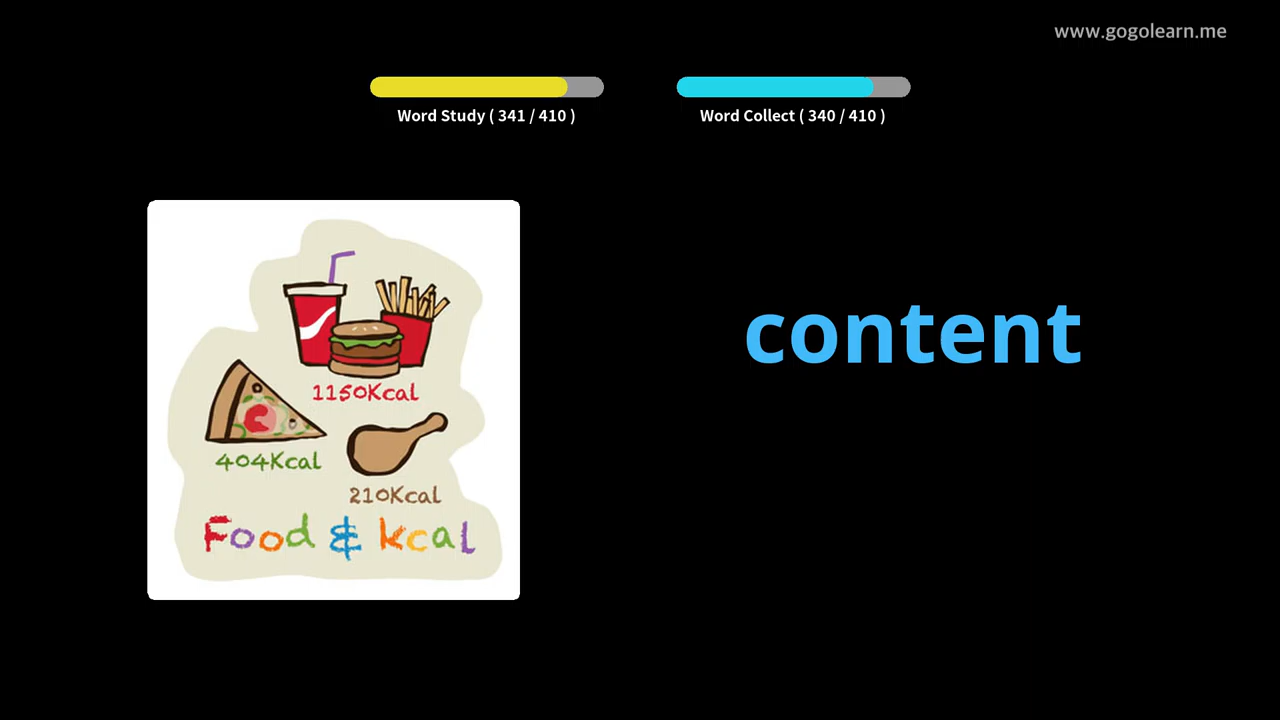 www.gogolearn.me
Word Study ( 341 / 410 )
Word Collect ( 340 / 410 )
1150Kcal
404Kcal
210Kcal
Food & kcal
content